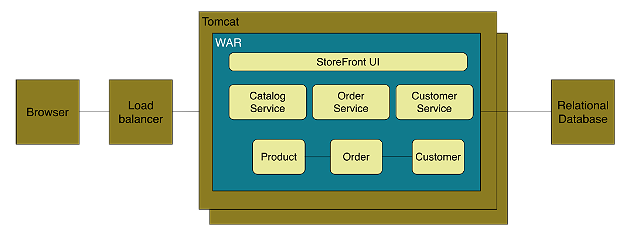 Tomcat
WAR
StoreFront UI
Catalog
Service
Order
Service
Customer
Service
Browser
Load
balancer
Relational
Database
Product
Order
Customer